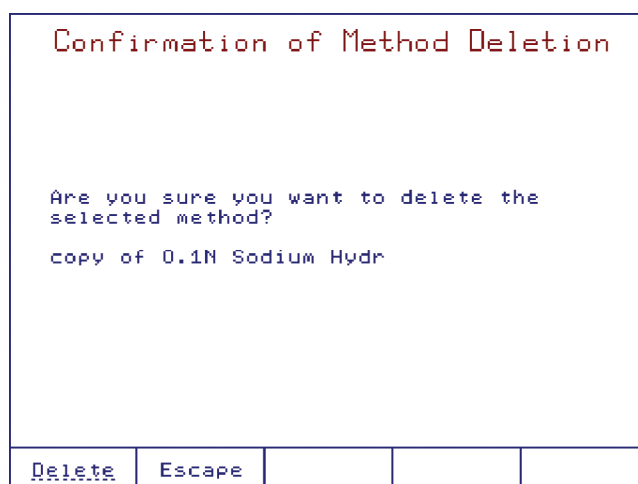 Confirmation of Method Deletion
Are you sure you want to delete the
selected method?
copy of 0.1N Sodium Hydr
Delete
Escape